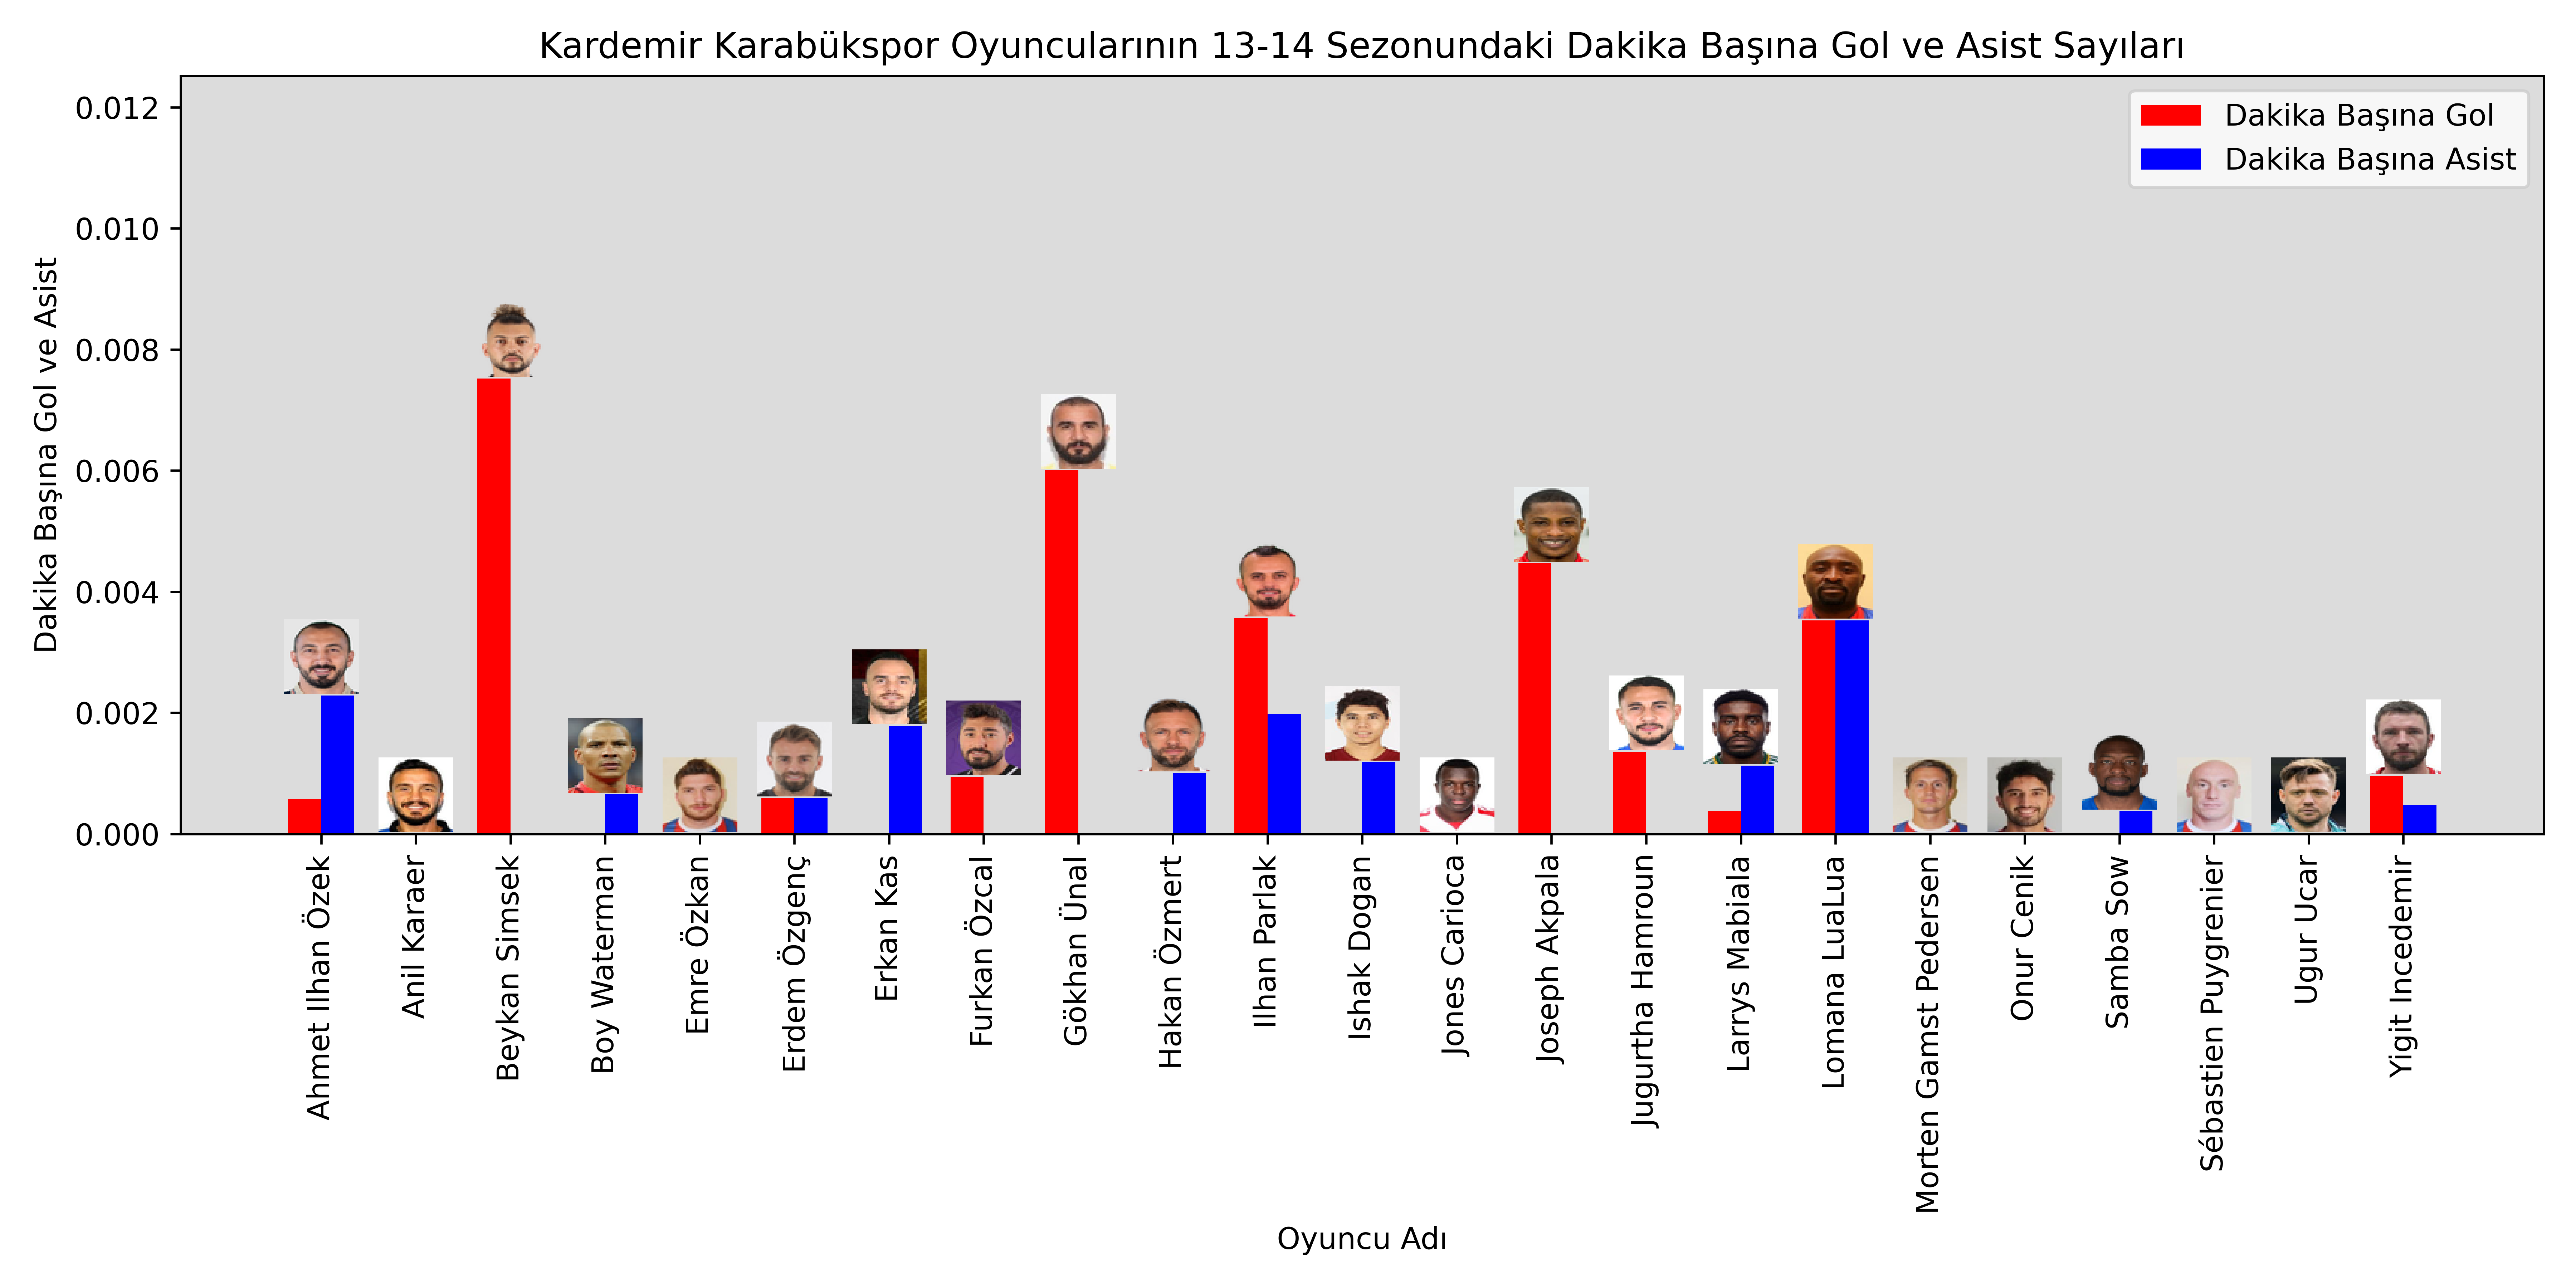 Kardemir Karabükspor Oyuncularının 13-14 Sezonundaki Dakika Başına Gol ve Asist Sayıları
Dakika Başına Gol
Dakika Başına Asist
Dakika Başına Gol ve Asist
0.012
0.010
0.008
0.006
0.004
0.002
0.000
Ahmet Ilhan Özek
Anil Karaer
Beykan Simsek
Boy Waterman
Emre Özkan
Erdem Özgenç
Erkan Kas
Furkan Özcal
Gökhan Ünal
Hakan Özmert
Ilhan Parlak
Ishak Dogan
Jones Carioca
Joseph Akpala
Jugurtha Hamroun
Larrys Mabiala
Lomana LuaLua
Morten Gamst Pedersen
Onur Cenik
Samba Sow
Sébastien Puygrenier
Ugur Ucar
Yigit Incedemir
Oyuncu Adı